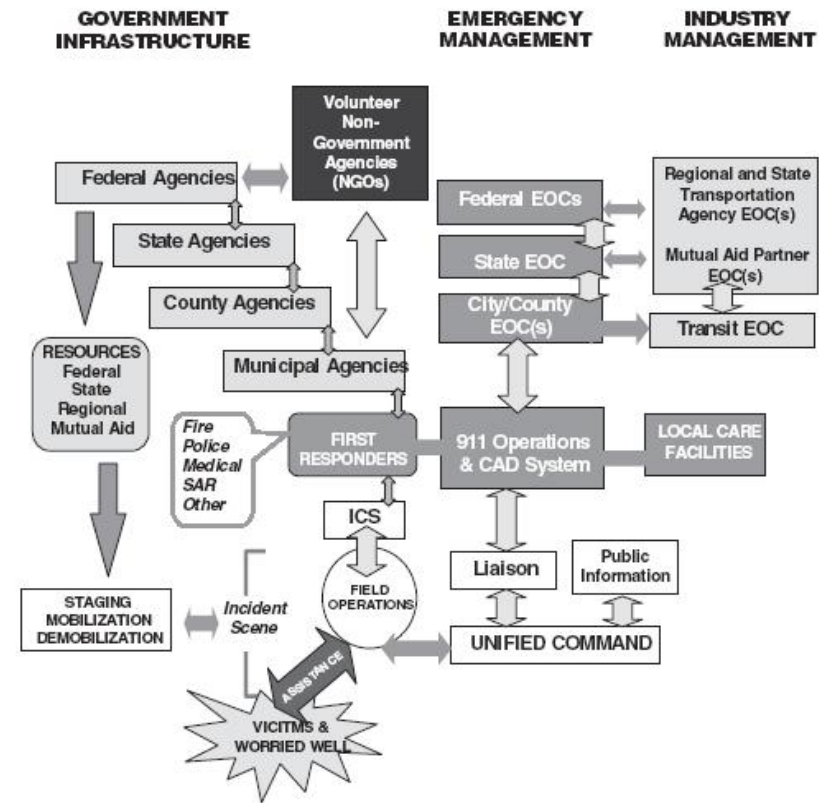 GOVERNMENT
INFRASTRUCTURE
EMERGENCY
MANAGEMENT
INDUSTRY
MANAGEMENT
Volunteer
Non-
Government
Agencies
(NGOs)
Federal Agencies
State Agencies
County Agencies
Municipal Agencies
RESOURCES
Federal
State
Regional
Mutual Aid
Federal EOCs
State EOC
City/County
EOC(s)
Regional and State
Transportation
Agency EOC(s)
Mutual Aid Partner
EOC(s)
Transit EOC
Fire
Police
Medical
SAR
Other
FIRST
RESPONDERS
911 Operations
& CAD System
LOCAL CARE
FACILITIES
ICS
FIELD
OPERATIONS
Liaison
Public
Information
UNIFIED COMMAND
STAGING
MOBILIZATION
DEMOBILIZATION
Incident
Scene
ASSISTANCE
VICITMS &
WORRIED WELL